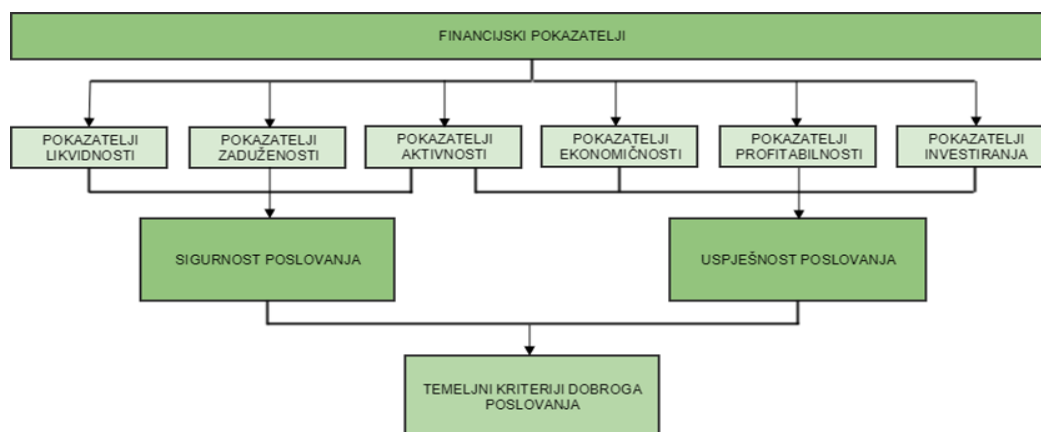 FINANCIJSKI POKAZATELJI
POKAZATELJI
LIKVIDNOSTI
POKAZATELJI
ZADUŽENOSTI
POKAZATELJI
AKTIVNOSTI
POKAZATELJI
EKONOMIČNOSTI
POKAZATELJI
PROFITABILNOSTI
POKAZATELJI
INVESTIRANJA
SIGURNOST POSLOVANJA
USPJEŠNOST POSLOVANJA
TEMELJNI KRITERIJI DOBROGA
POSLOVANJA